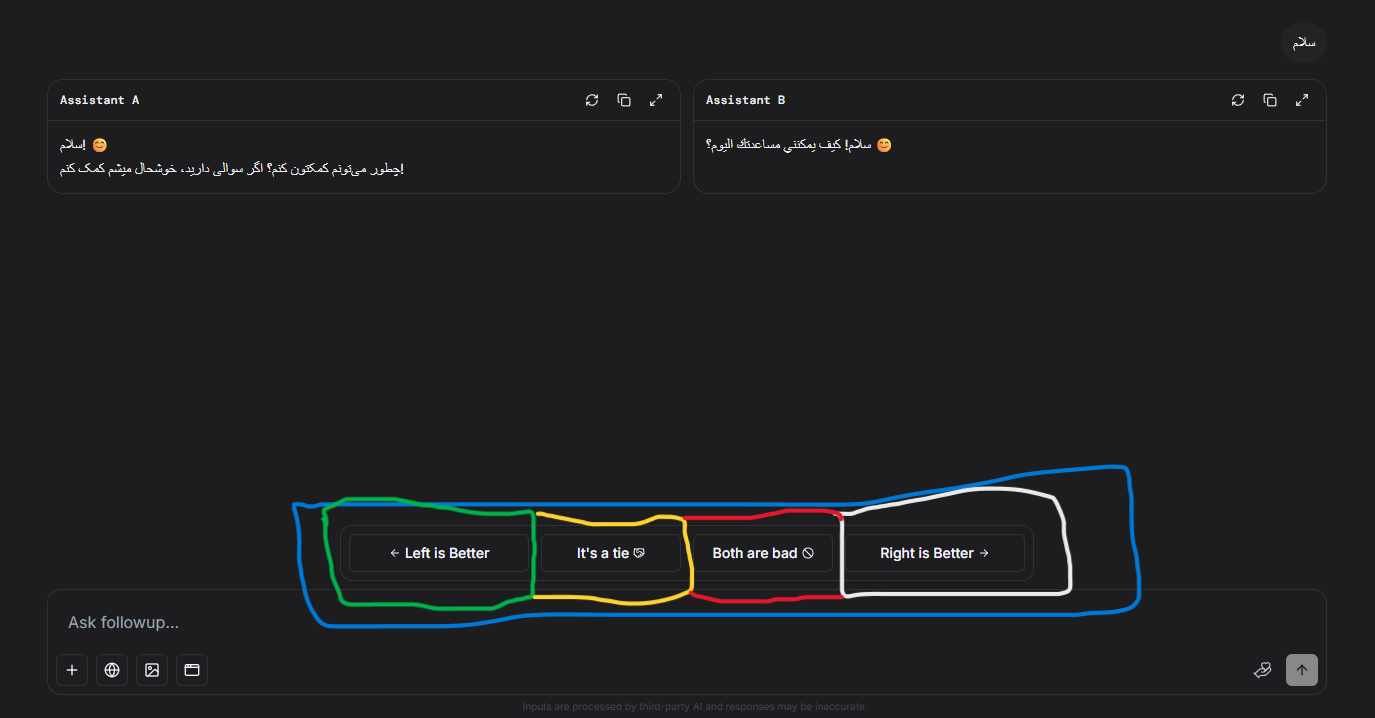 سلام
Assistant A
سلام! 😊
چطور می‌تونم کمکتون کنم؟ اگر سوالی دارید، خوشحال میشم کمک کنم!
Assistant B
سلام! كيف يمكنني مساعدتك اليوم؟ 😊
← Left is Better
It's a tie 🤝
Both are bad 🚫
Right is Better →
Ask followup...
Inputs are processed by third-party AI and responses may be inaccurate.